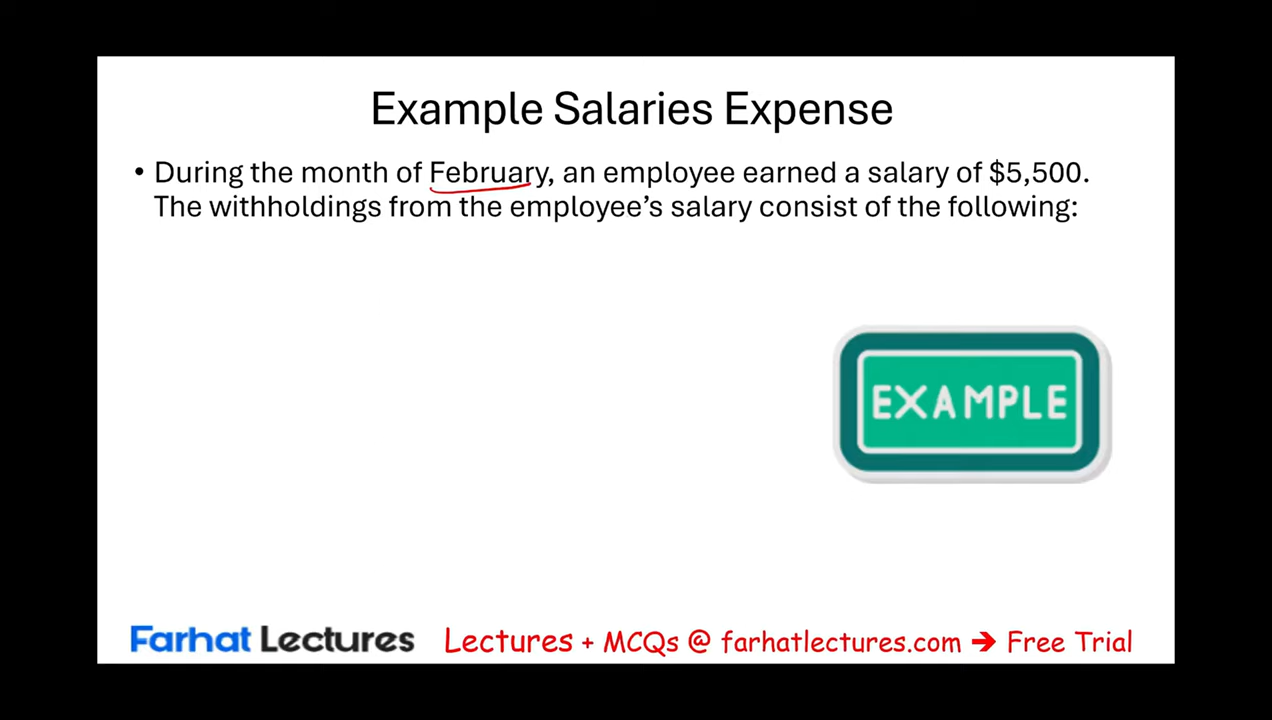 Example Salaries Expense
• During the month of February, an employee earned a salary of $5,500.
The withholdings from the employee’s salary consist of the following:
EXAMPLE
Farhat Lectures Lectures + MCQs @ farhatlectures.com → Free Trial